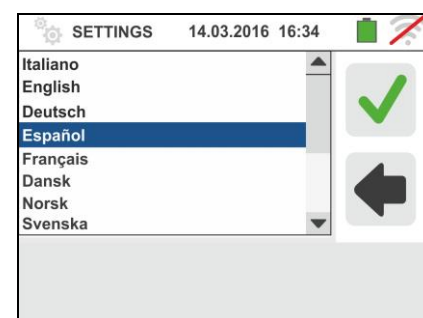 SETTINGS 14.03.2016 16:34
Italiano
English
Deutsch
Español
Français
Dansk
Norsk
Svenska